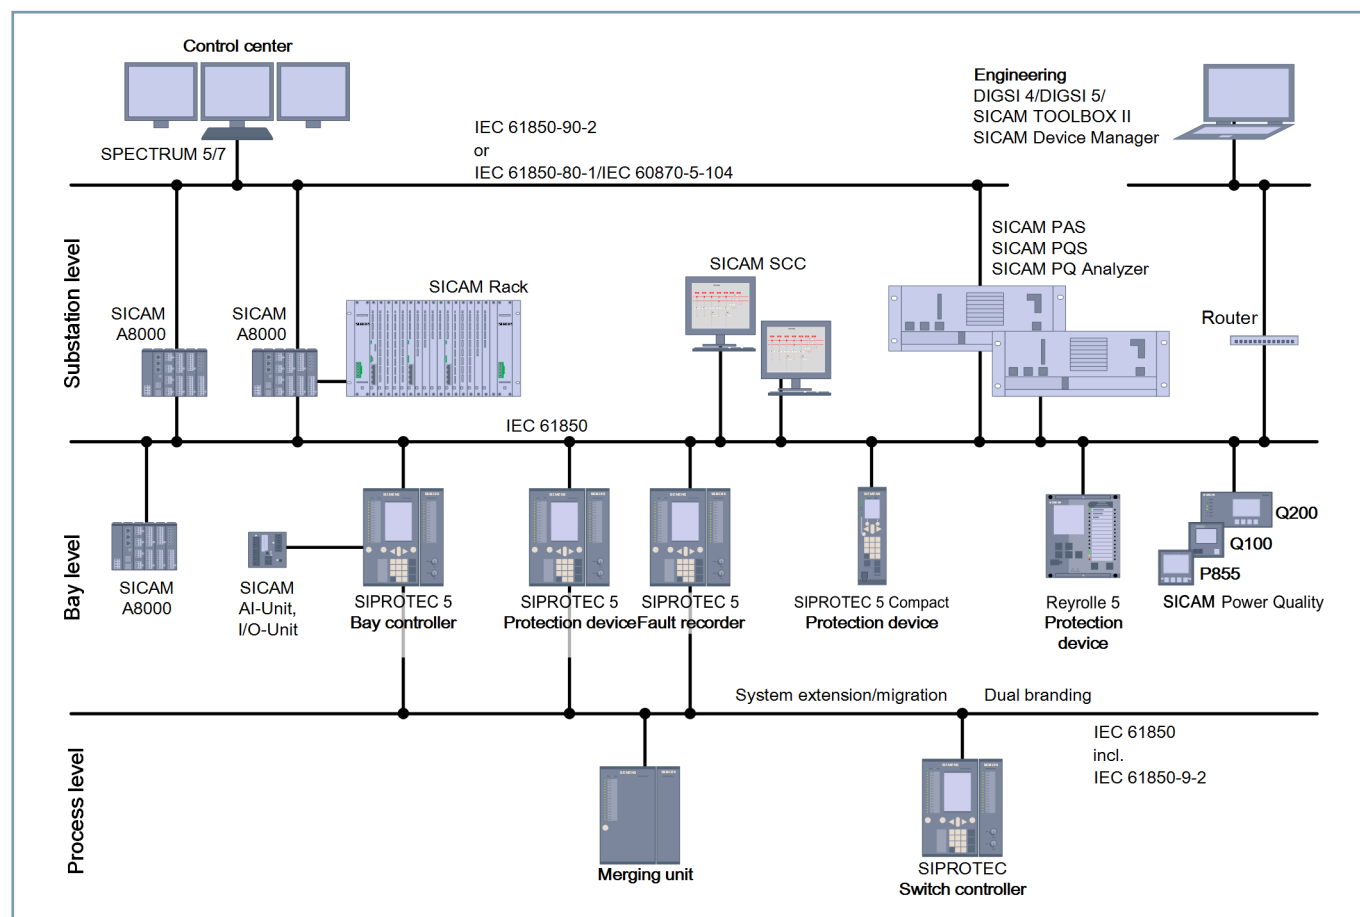 Control center
SPECTRUM 5/7
Engineering
DIGSI 4/DIGSI 5/
SICAM TOOLBOX II
SICAM Device Manager
IEC 61850-90-2
or
IEC 61850-80-1/IEC 60870-5-104
Substation level
SICAM
A8000
SICAM
A8000
SICAM Rack
SICAM SCC
SICAM PAS
SICAM PQS
SICAM PQ Analyzer
Router
IEC 61850
Bay level
SICAM
A8000
SICAM
AI-Unit,
I/O-Unit
SIPROTEC 5
Bay controller
SIPROTEC 5
Protection device
SIPROTEC 5
Fault recorder
SIPROTEC 5 Compact
Protection device
Reyrolle 5
Protection
device
Q200
Q100
P855
SICAM Power Quality
System extension/migration
Dual branding
Process level
IEC 61850
incl.
IEC 61850-9-2
Merging unit
SIPROTEC
Switch controller